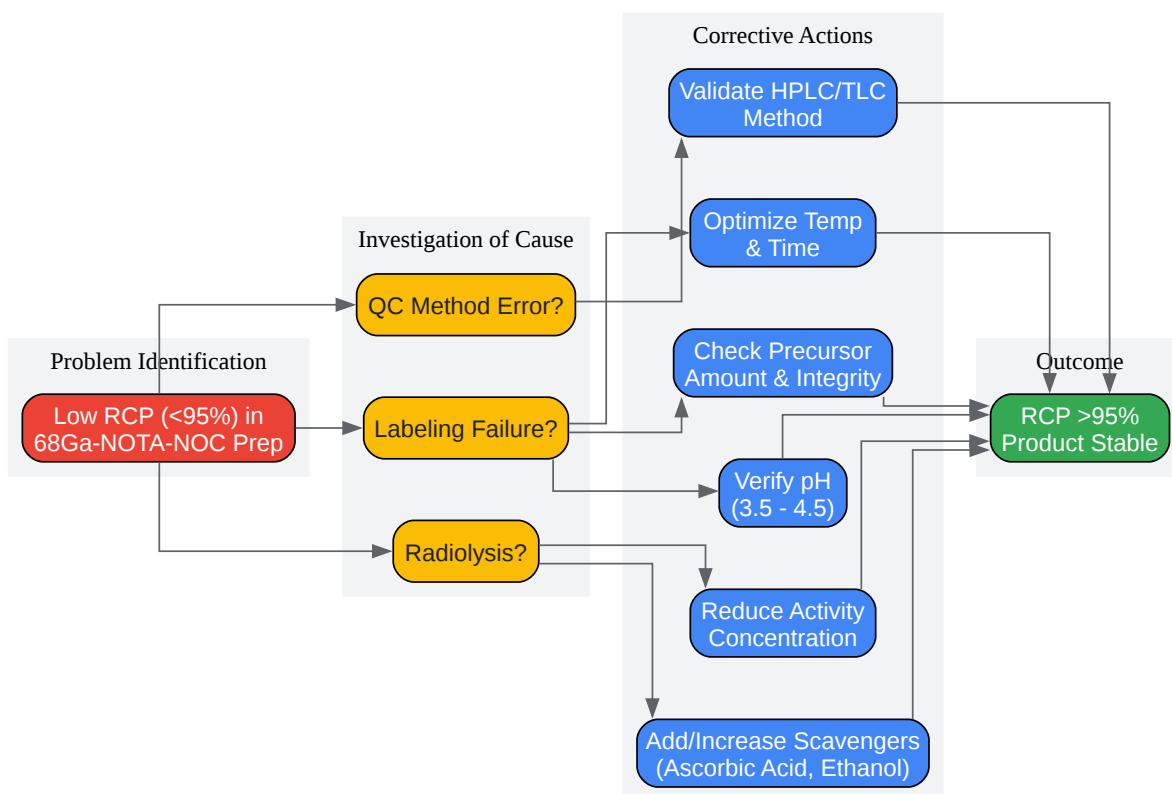 Problem Identification
Low RCP (<95%) in
68Ga-NOTA-NOC Prep
Investigation of Cause
QC Method Error?
Labeling Failure?
Radiolysis?
Corrective Actions
Validate HPLC/TLC
Method
Optimize Temp
& Time
Check Precursor
Amount & Integrity
Verify pH
(3.5 - 4.5)
Reduce Activity
Concentration
Add/Increase Scavengers
(Ascorbic Acid, Ethanol)
Outcome
RCP >95%
Product Stable